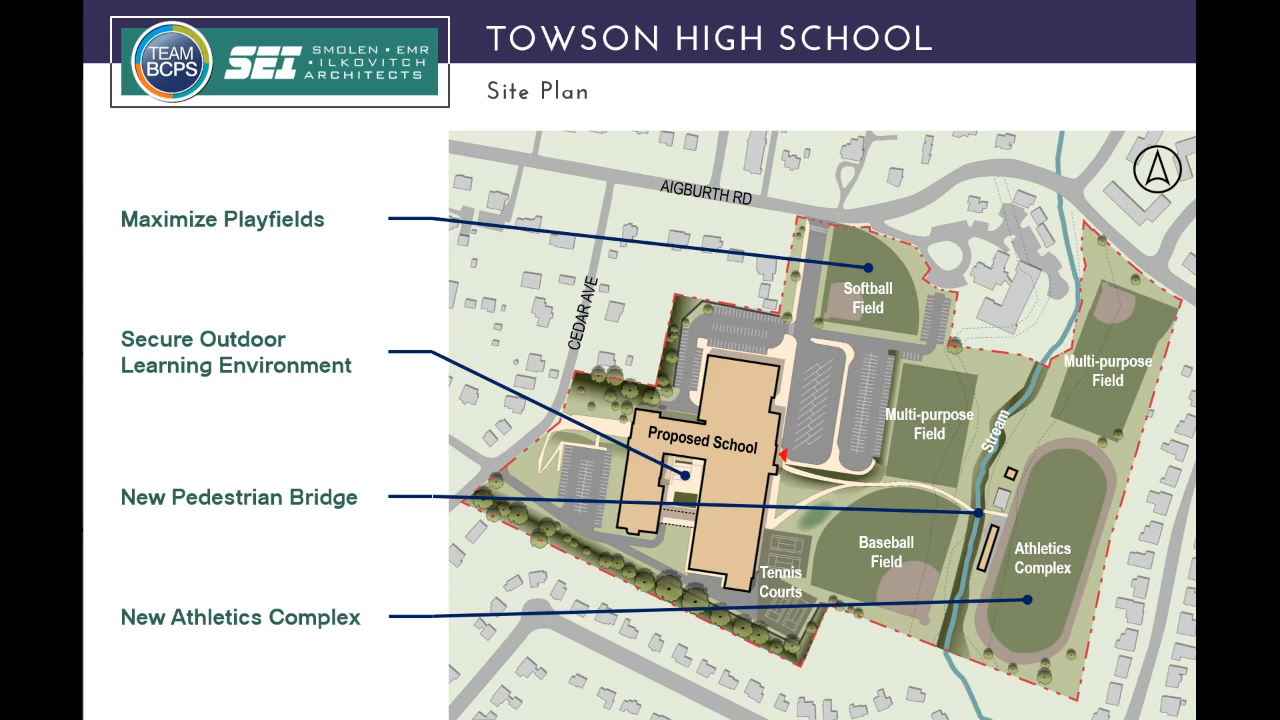 TEAM
BCPS
SEI
SMOLEN • EMR
• ILKOVITCH
ARCHITECTS
TOWSON HIGH SCHOOL
Site Plan
Maximize Playfields
Secure Outdoor
Learning Environment
New Pedestrian Bridge
New Athletics Complex
AIGBURTH RD
CEDAR AVE
Softball
Field
Multi-purpose
Field
Multi-purpose
Field
Stream
Proposed School
Baseball
Field
Athletics
Complex
Tennis
Courts